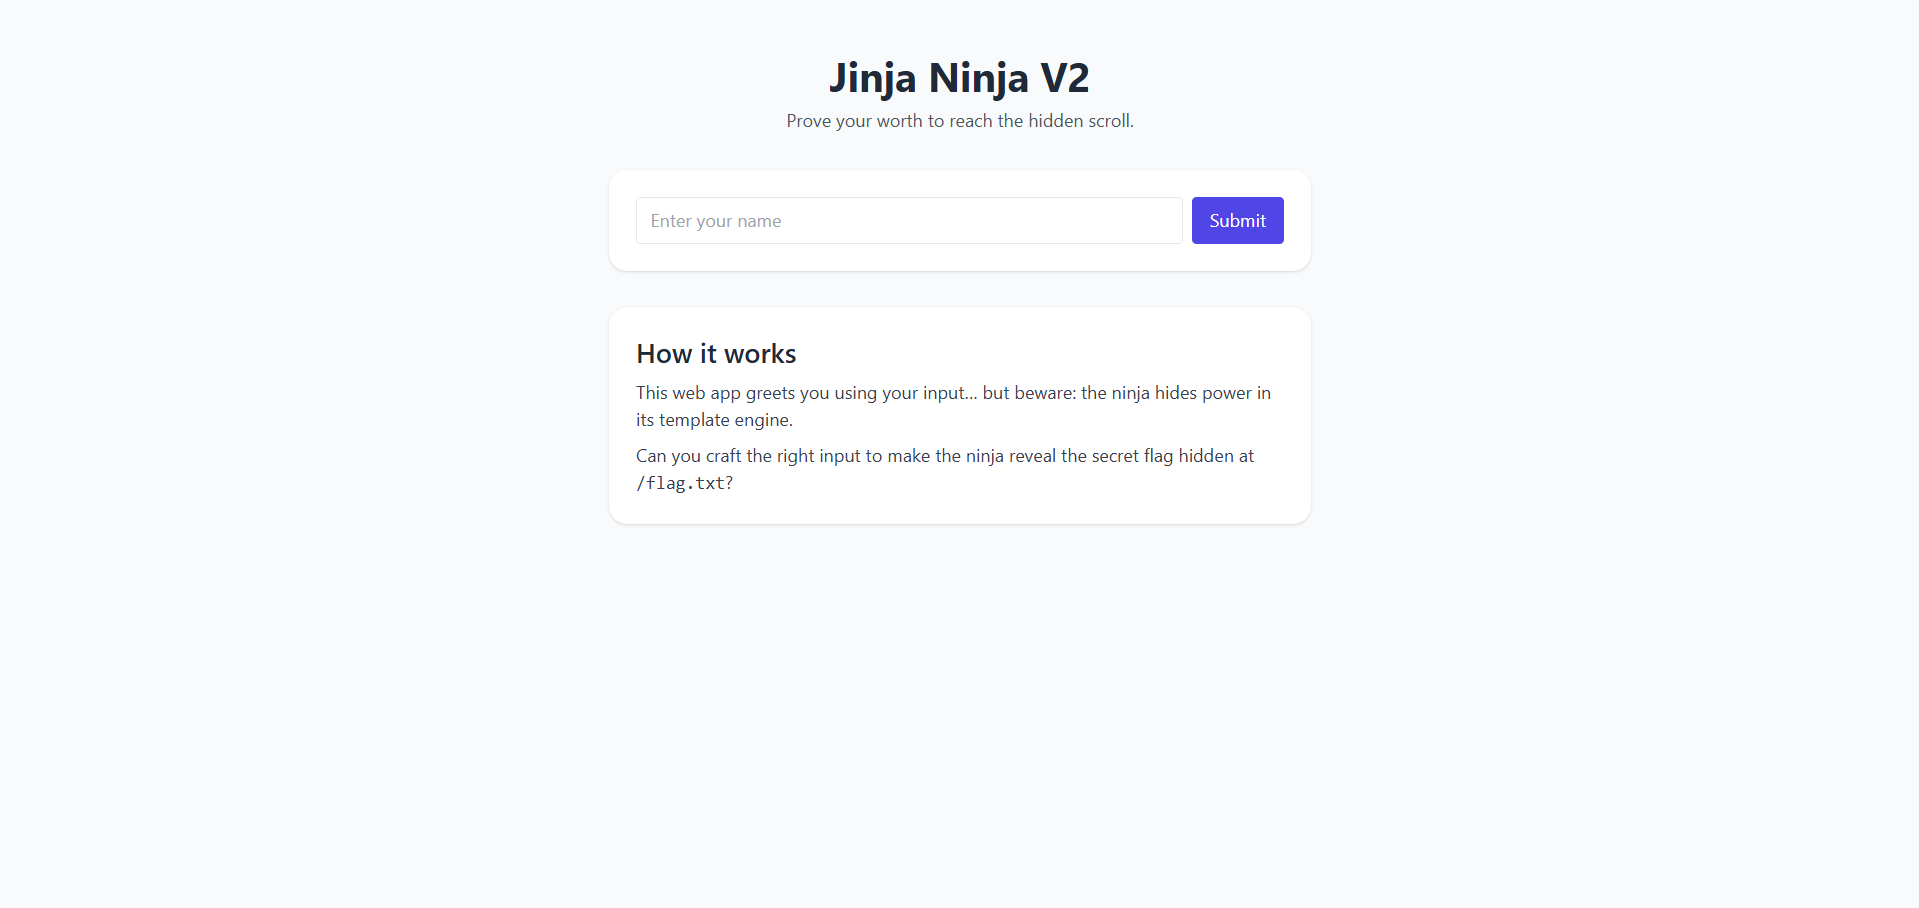 Jinja Ninja V2
Prove your worth to reach the hidden scroll.
Enter your name
Submit
How it works
This web app greets you using your input... but beware: the ninja hides power in
its template engine.
Can you craft the right input to make the ninja reveal the secret flag hidden at
/flag.txt?